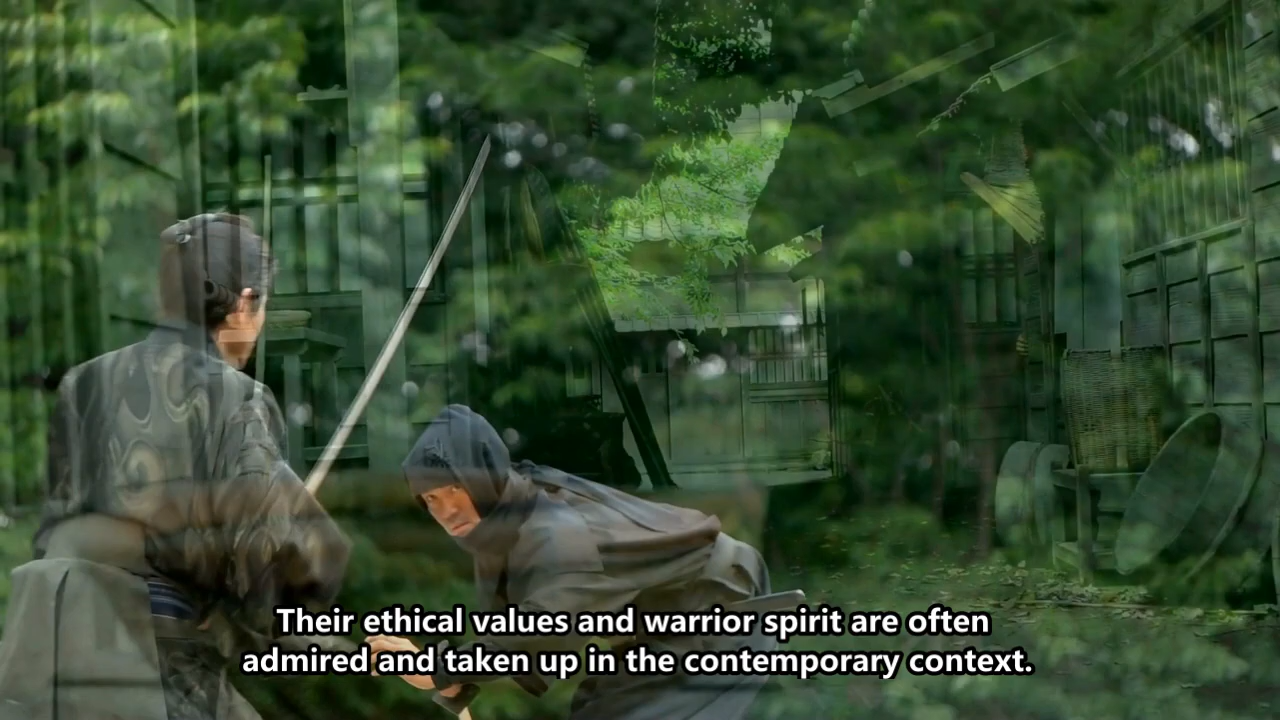 Their ethical values and warrior spirit are often
admired and taken up in the contemporary context.